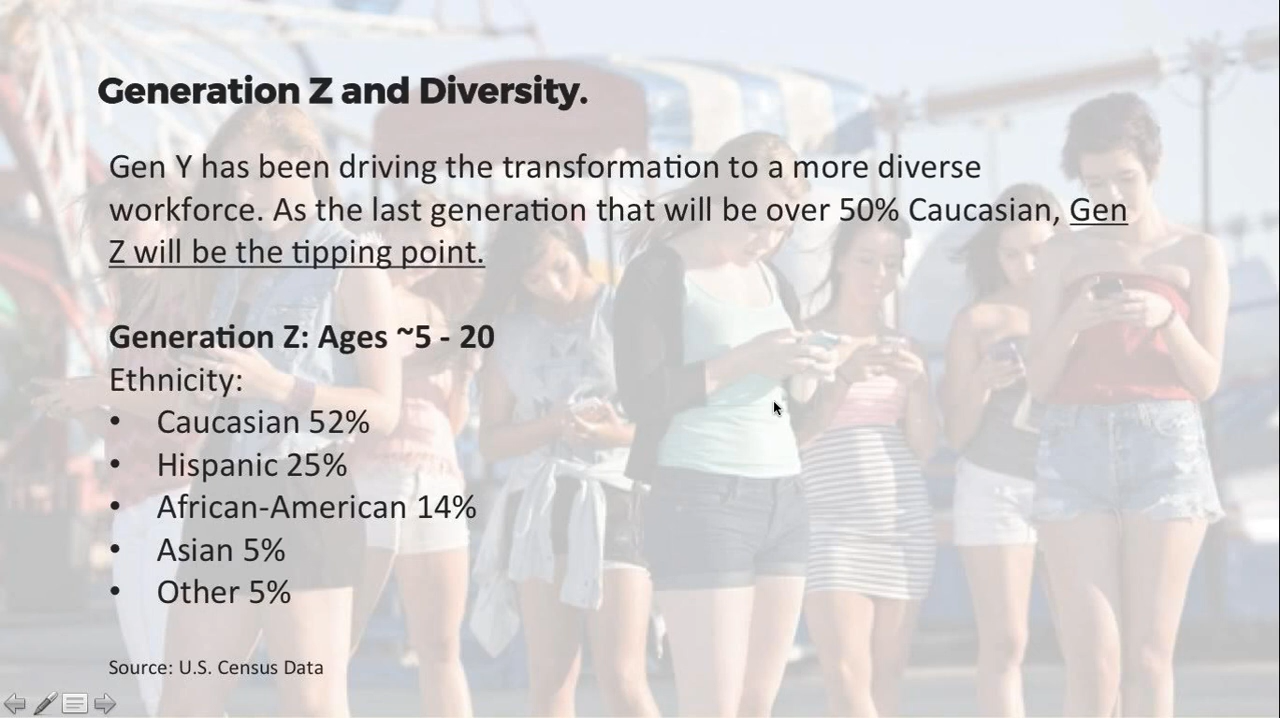 Generation Z and Diversity.
Gen Y has been driving the transformation to a more diverse
workforce. As the last generation that will be over 50% Caucasian, Gen
Z will be the tipping point.
Generation Z: Ages ~5 - 20
Ethnicity:
• Caucasian 52%
• Hispanic 25%
• African-American 14%
• Asian 5%
• Other 5%
Source: U.S. Census Data